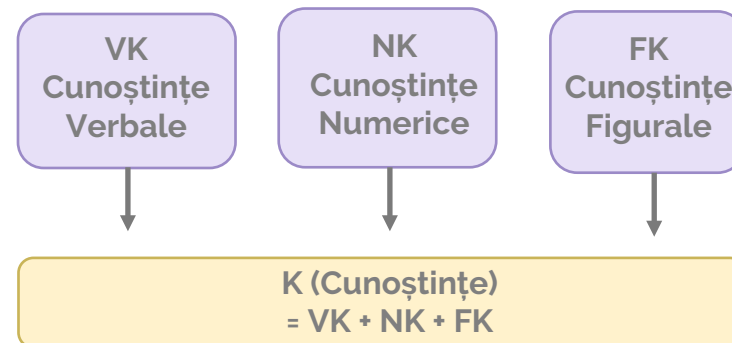 VK
Cunoștințe
Verbale
NK
Cunoștințe
Numerice
FK
Cunoștințe
Figurale
K (Cunoștințe)
= VK + NK + FK